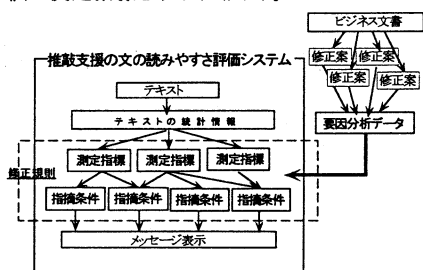 ビジネス文書
修正案
修正案
修正案
修正案
要因分析データ
推敲支援の文の読みやすさ評価システム
テキスト
テキストの統計情報
測定指標
測定指標
測定指標
修正規則
指摘条件
指摘条件
指摘条件
指摘条件
メッセージ表示